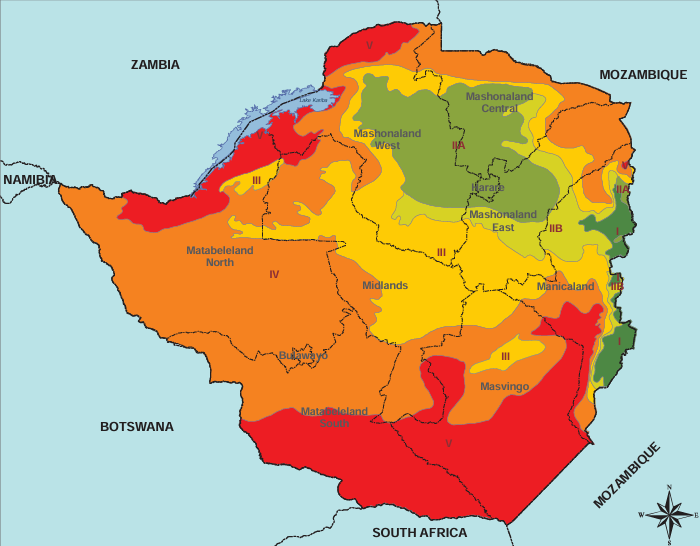 V
ZAMBIA
MOZAMBIQUE
Lake Kariba
Mashonaland
Central
Mashonaland
West
V
IIA
NAMIBIA
III
Harare
IIA
Mashonaland
East
IIB
I
Matabeleland
North
III
IV
Midlands
Manicaland
IIB
I
Bulawayo
III
Masvingo
Matabeleland
South
BOTSWANA
V
MOZAMBIQUE
SOUTH AFRICA
N
W
E
S